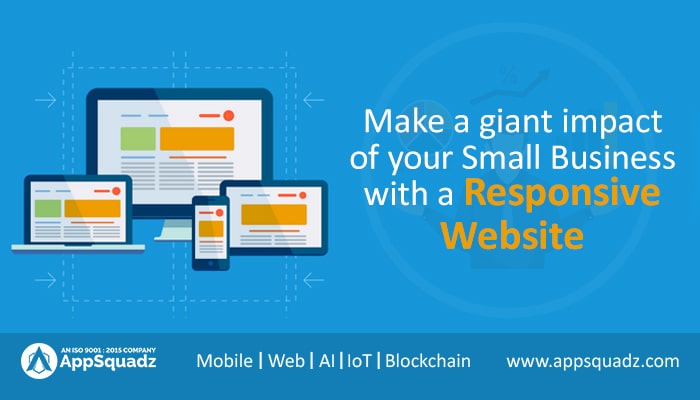 Make a giant impact
of your Small Business
with a Responsive
Website
AN ISO 9001 : 2015 COMPANY
AppSquadz
Mobile | Web | AI | IoT | Blockchain
www.appsquadz.com